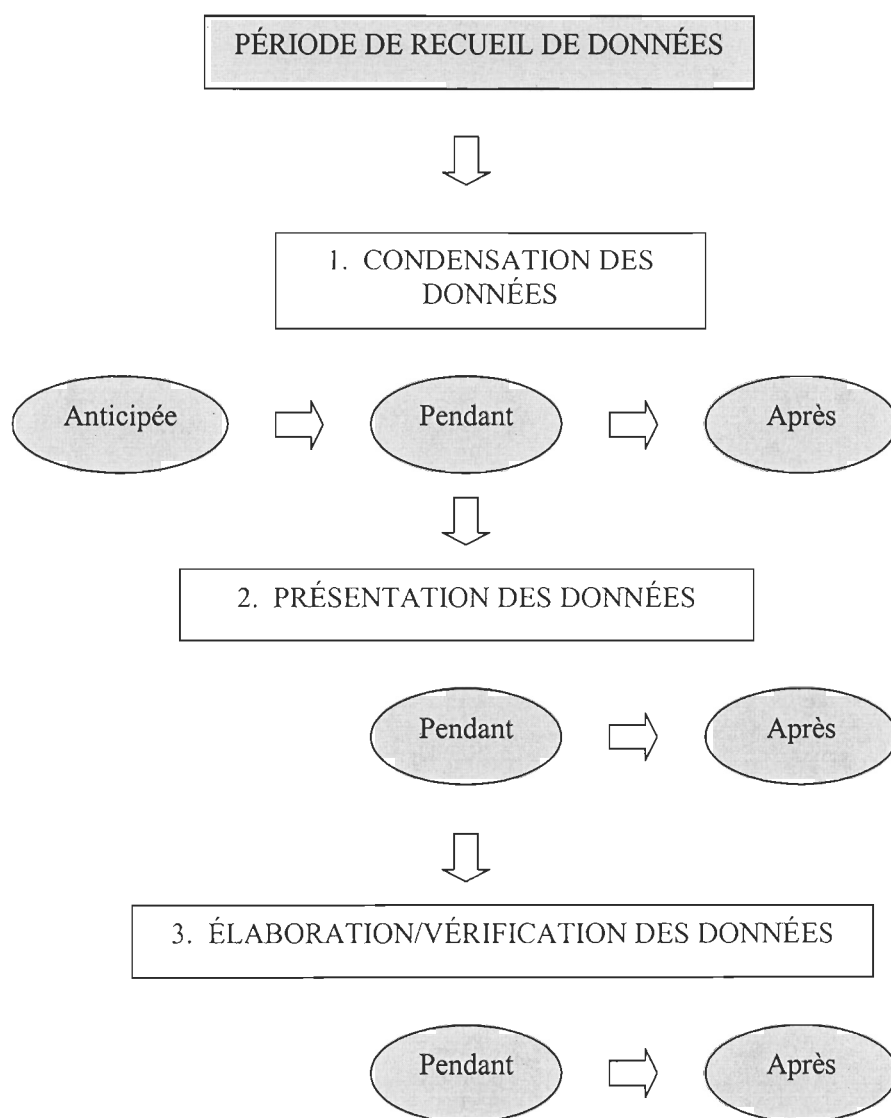 PÉRIODE DE RECUEIL DE DONNÉES
1. CONDENSATION DES
DONNÉES
Anticipée
Pendant
Après
2. PRÉSENTATION DES DONNÉES
Pendant
Après
3. ÉLABORATION/VÉRIFICATION DES DONNÉES
Pendant
Après